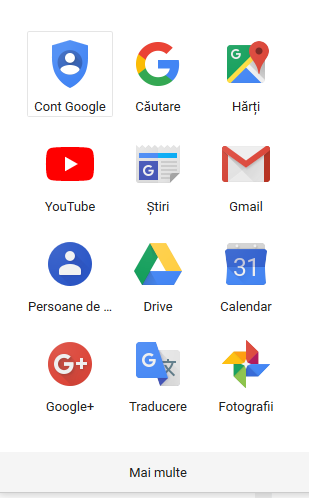 Cont Google
Căutare
Hărți
YouTube
Știri
Gmail
Persoane de ...
Drive
31
Calendar
G+
Google+
G
Traducere
Fotografii
Mai multe